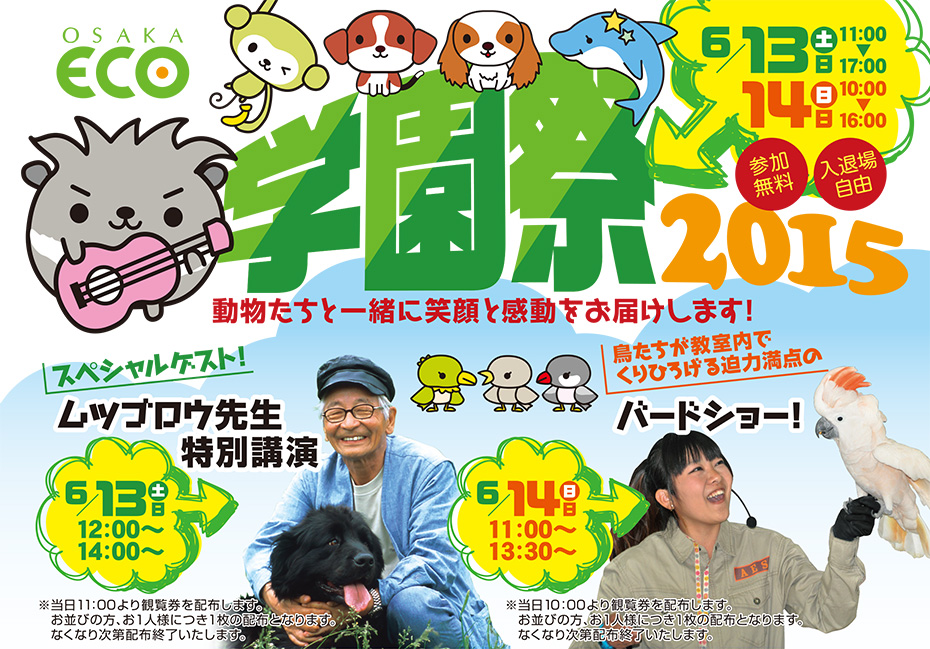 OSAKA
ECO
学園祭
2015
6/13土日 11:00▼17:00
14日日 10:00▼16:00
参加
無料
入退場
自由
動物たちと一緒に笑顔と感動をお届けします!
スペシャルゲスト!
ムツゴロウ先生
特別講演
6/13土日
12:00～
14:00～
※当日11:00より観覧券を配布します。
お並びの方、お1人様につき1枚の配布となります。
なくなり次第配布終了いたします。
鳥たちが教室内で
くりひろげる迫力満点の
バードショー!
6/14日日
11:00～
13:30～
AES
※当日10:00より観覧券を配布します。
お並びの方、お1人様につき1枚の配布となります。
なくなり次第配布終了いたします。